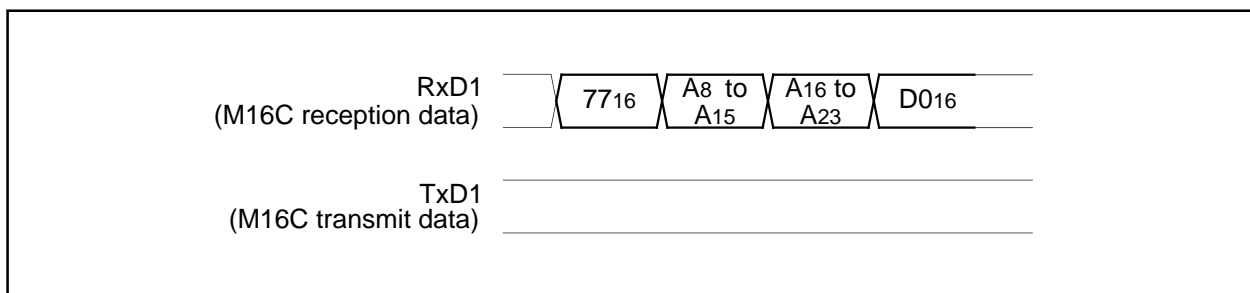 RxD1
(M16C reception data)
7716
A8 to
A15
A16 to
A23
D016
TxD1
(M16C transmit data)